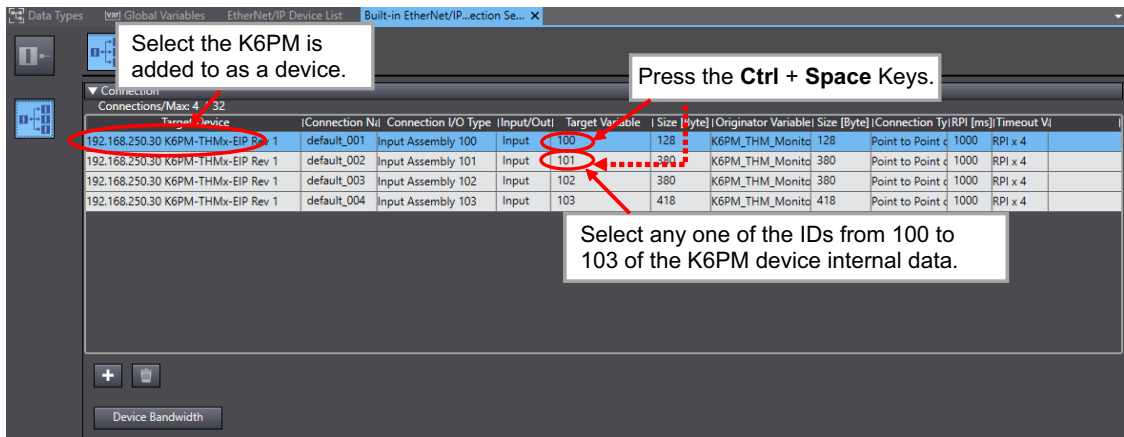 Data Types
Global Variables
EtherNet/IP Device List
Built-in EtherNet/IP...ection Se... X
Select the K6PM is
added to as a device.
Press the Ctrl + Space Keys.
▼ Connection
Connections/Max: 4 / 32
Target Device | Connection Na | Connection I/O Type | Input/Out | Target Variable | Size [Byte] | Originator Variable | Size [Byte] | Connection Ty | RPI [ms] | Timeout V
192.168.250.30 K6PM-THMx-EIP Rev 1 default_001 Input Assembly 100 Input 100 128 K6PM_THM_Monito 128 Point to Point c 1000 RPI x 4
192.168.250.30 K6PM-THMx-EIP Rev 1 default_002 Input Assembly 101 Input 101 380 K6PM_THM_Monito 380 Point to Point c 1000 RPI x 4
192.168.250.30 K6PM-THMx-EIP Rev 1 default_003 Input Assembly 102 Input 102 380 K6PM_THM_Monito 380 Point to Point c 1000 RPI x 4
192.168.250.30 K6PM-THMx-EIP Rev 1 default_004 Input Assembly 103 Input 103 418 K6PM_THM_Monito 418 Point to Point c 1000 RPI x 4
Select any one of the IDs from 100 to
103 of the K6PM device internal data.
+
Device Bandwidth